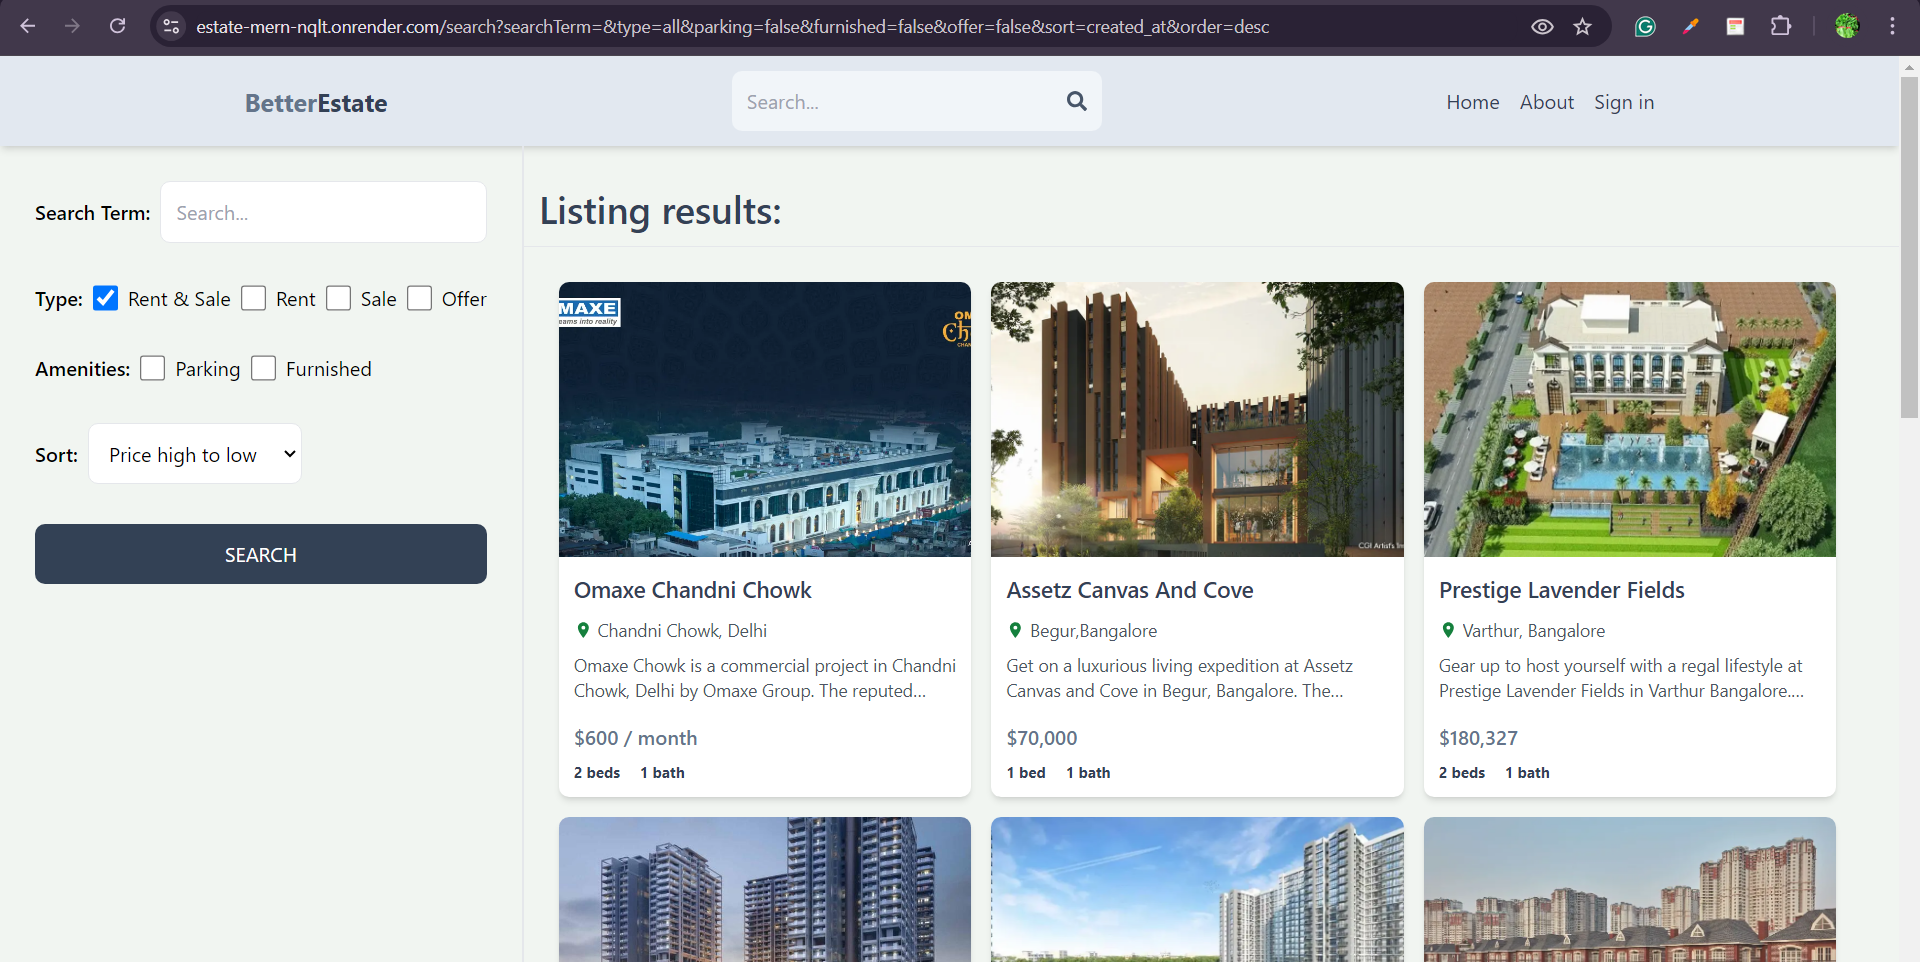 estate-mern-nqlt.onrender.com/search?searchTerm=&type=all&parking=false&furnished=false&offer=false&sort=created_at&order=desc
BetterEstate
Search...
Home About Sign in
Search Term: Search...
Type: Rent & Sale Rent Sale Offer
Amenities: Parking Furnished
Sort: Price high to low
SEARCH
Listing results:
MAXE
eams into reality
OM
Ch
CHAN
Omaxe Chandni Chowk
Chandni Chowk, Delhi
Omaxe Chowk is a commercial project in Chandni
Chowk, Delhi by Omaxe Group. The reputed...
$600 / month
2 beds 1 bath
CGI Artist's Im
Assetz Canvas And Cove
Begur,Bangalore
Get on a luxurious living expedition at Assetz
Canvas and Cove in Begur, Bangalore. The...
$70,000
1 bed 1 bath
Prestige Lavender Fields
Varthur, Bangalore
Gear up to host yourself with a regal lifestyle at
Prestige Lavender Fields in Varthur Bangalore....
$180,327
2 beds 1 bath